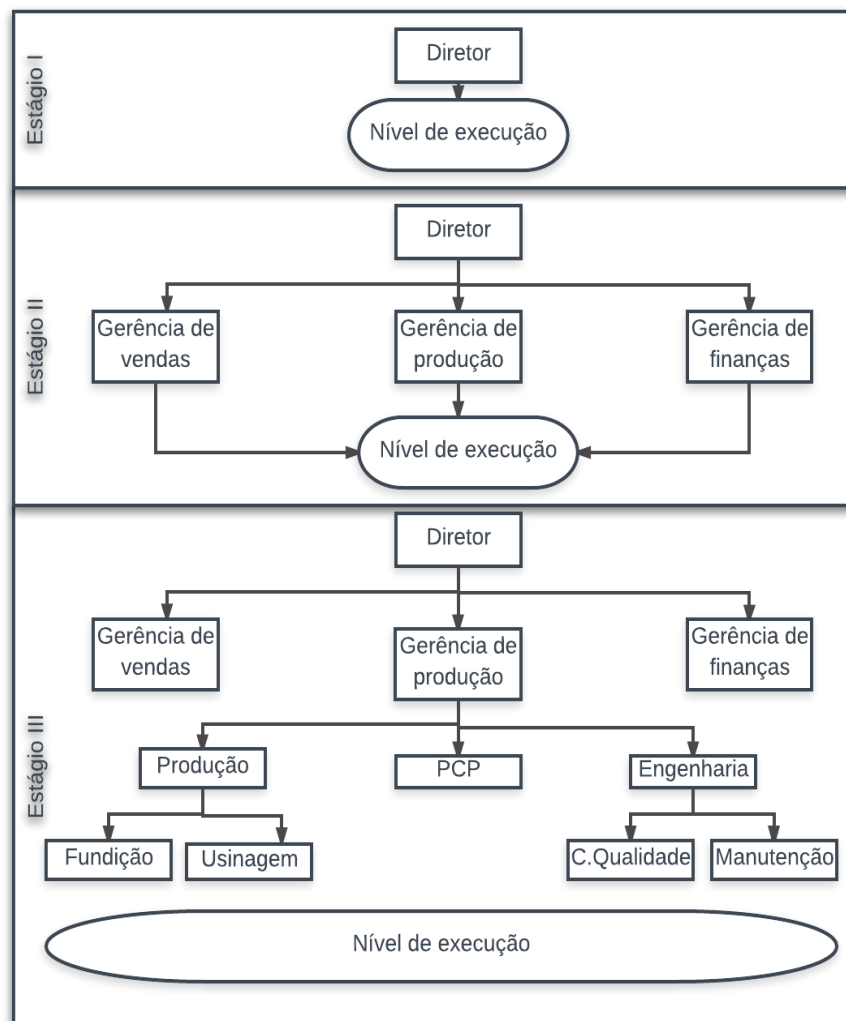 Estágio I
Diretor
Nível de execução
Estágio II
Diretor
Gerência de
vendas
Gerência de
produção
Gerência de
finanças
Nível de execução
Estágio III
Diretor
Gerência de
vendas
Gerência de
produção
Gerência de
finanças
Produção
PCP
Engenharia
Fundição
Usinagem
C.Qualidade
Manutenção
Nível de execução